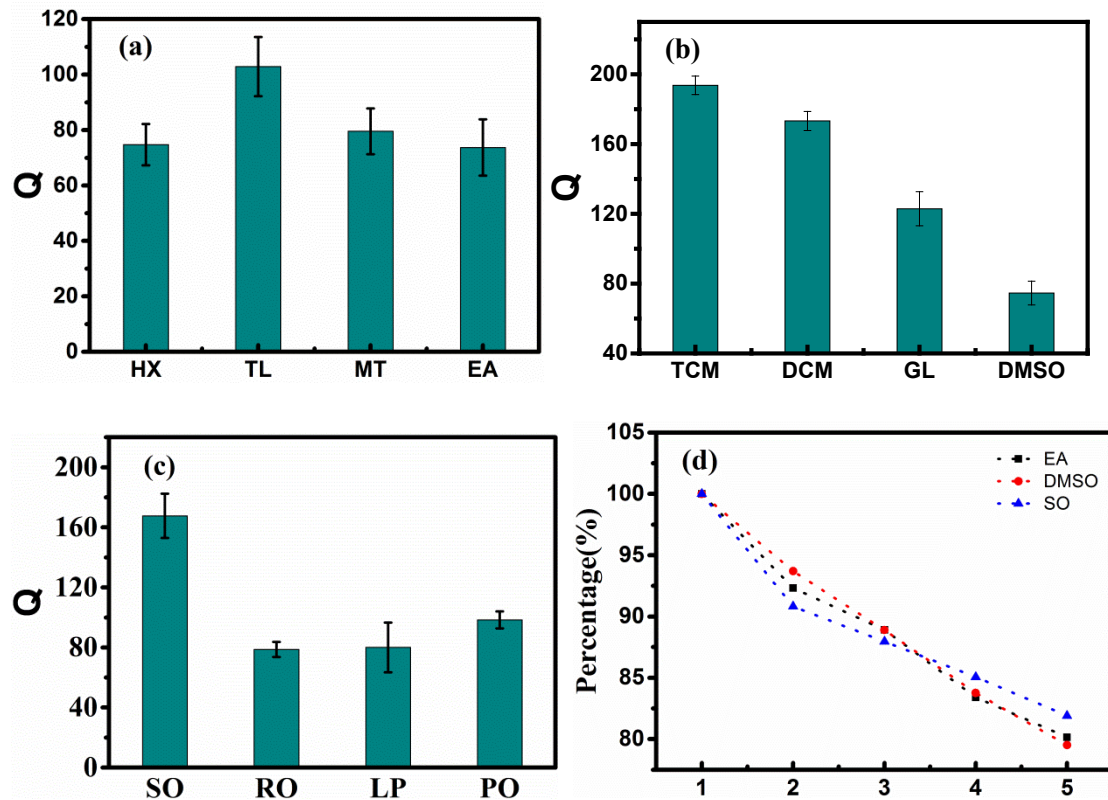 (a)
Q
120
100
80
60
40
20
0
HX TL MT EA
(b)
Q
200
160
120
80
40
TCM DCM GL DMSO
(c)
Q
200
160
120
80
40
0
SO RO LP PO
(d)
Percentage(%)
105
100
95
90
85
80
EA
DMSO
SO
1 2 3 4 5